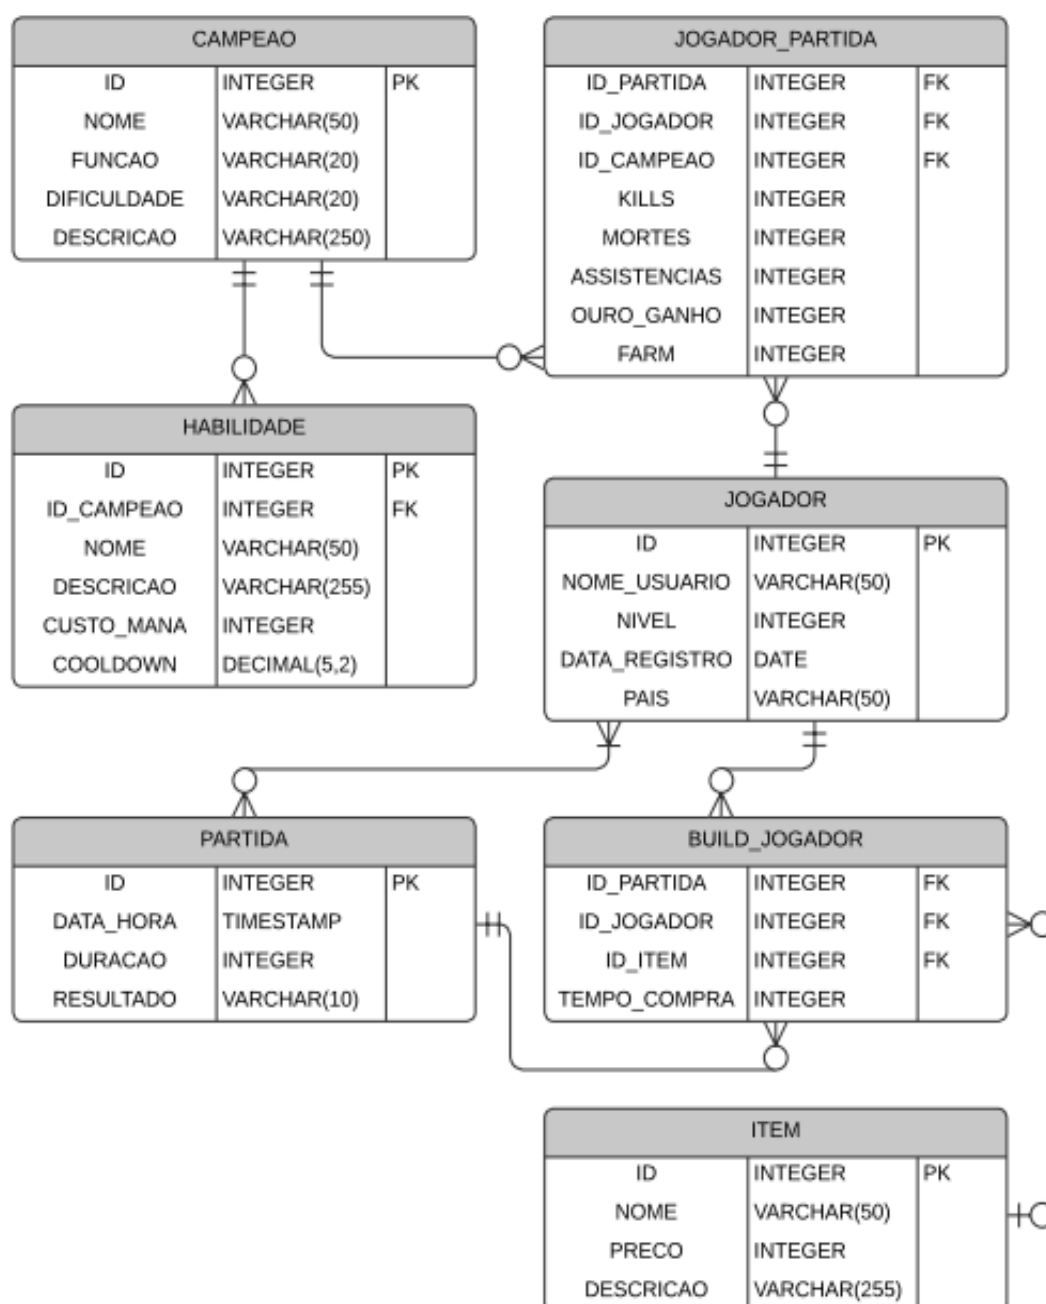 CAMPEAO
ID INTEGER PK
NOME VARCHAR(50)
FUNCAO VARCHAR(20)
DIFICULDADE VARCHAR(20)
DESCRICAO VARCHAR(250)
JOGADOR_PARTIDA
ID_PARTIDA INTEGER FK
ID_JOGADOR INTEGER FK
ID_CAMPEAO INTEGER FK
KILLS INTEGER
MORTES INTEGER
ASSISTENCIAS INTEGER
OURO_GANHO INTEGER
FARM INTEGER
HABILIDADE
ID INTEGER PK
ID_CAMPEAO INTEGER FK
NOME VARCHAR(50)
DESCRICAO VARCHAR(255)
CUSTO_MANA INTEGER
COOLDOWN DECIMAL(5,2)
JOGADOR
ID INTEGER PK
NOME_USUARIO VARCHAR(50)
NIVEL INTEGER
DATA_REGISTRO DATE
PAIS VARCHAR(50)
PARTIDA
ID INTEGER PK
DATA_HORA TIMESTAMP
DURACAO INTEGER
RESULTADO VARCHAR(10)
BUILD_JOGADOR
ID_PARTIDA INTEGER FK
ID_JOGADOR INTEGER FK
ID_ITEM INTEGER FK
TEMPO_COMPRA INTEGER
ITEM
ID INTEGER PK
NOME VARCHAR(50)
PRECO INTEGER
DESCRICAO VARCHAR(255)